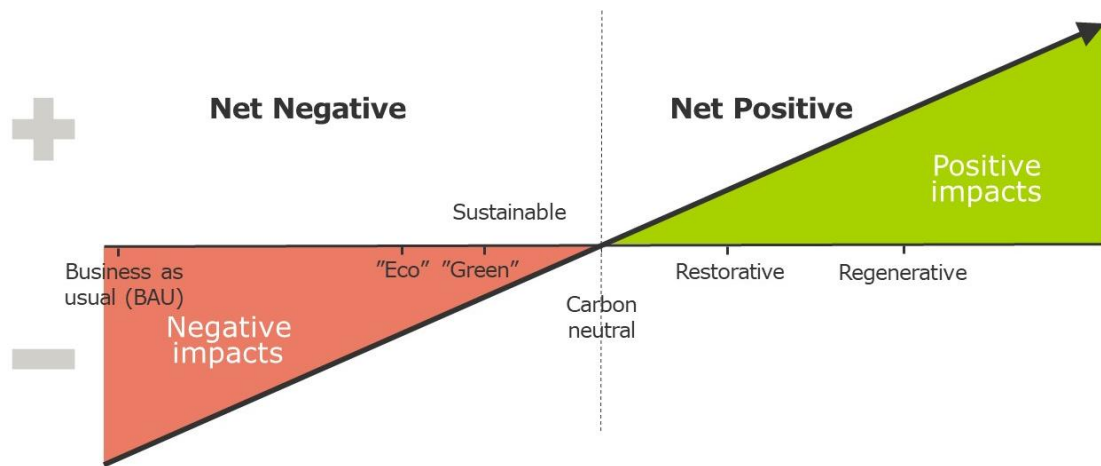 Net Negative
Net Positive
Positive
impacts
Sustainable
Business as
usual (BAU)
”Eco”
”Green”
Restorative
Regenerative
Carbon
neutral
Negative
impacts